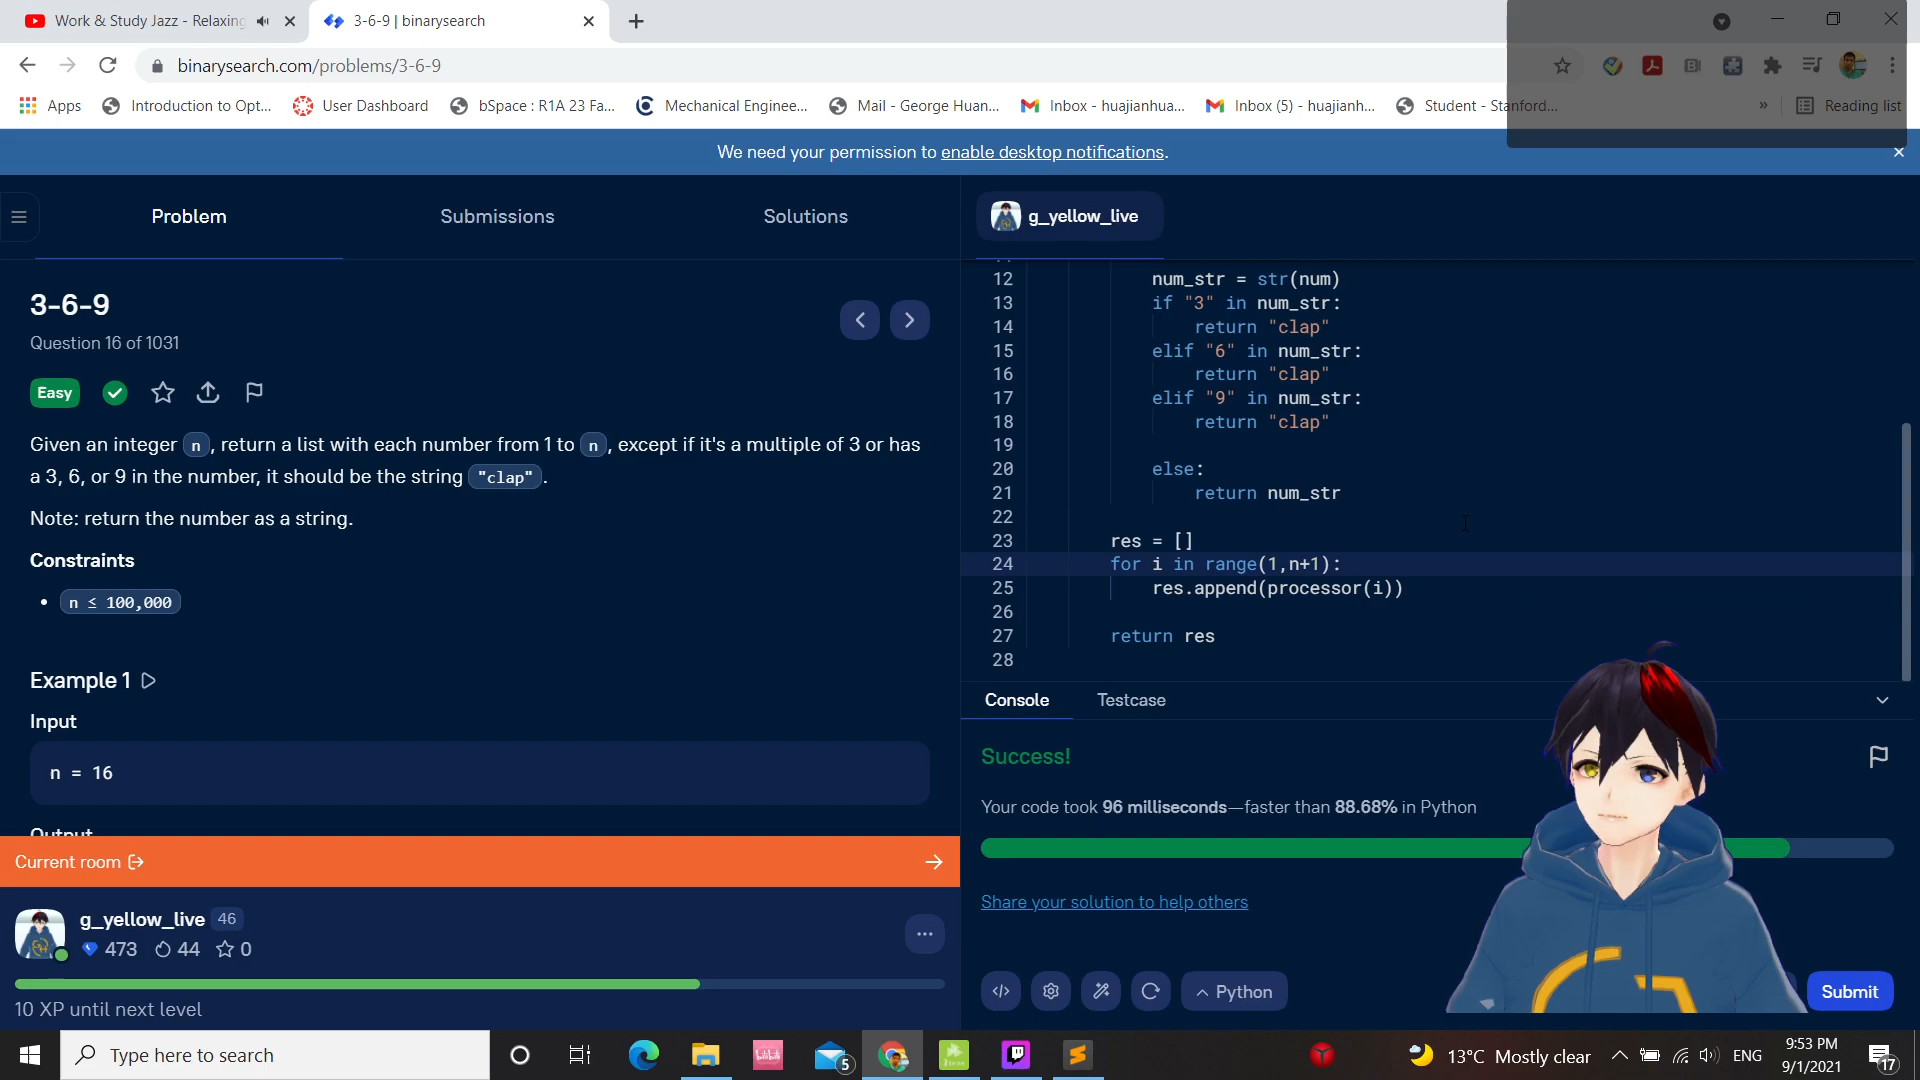 Work & Study Jazz - Relaxing
3-6-9 | binarysearch
binarysearch.com/problems/3-6-9
Apps
Introduction to Opt...
User Dashboard
bSpace : R1A 23 Fa...
Mechanical Enginee...
Mail - George Huan...
Inbox - huajianhua...
Inbox (5) - huajianh...
Student - Stanford...
»
Reading list
We need your permission to enable desktop notifications.
Problem
Submissions
Solutions
g_yellow_live
3-6-9
Question 16 of 1031
Easy
Given an integer n, return a list with each number from 1 to n, except if it's a multiple of 3 or has
a 3, 6, or 9 in the number, it should be the string "clap".
Note: return the number as a string.
Constraints
• n ≤ 100,000
Example 1
Input
n = 16
Current room
g_yellow_live 46
473 44 0
10 XP until next level
12 num_str = str(num)
13 if "3" in num_str:
14 return "clap"
15 elif "6" in num_str:
16 return "clap"
17 elif "9" in num_str:
18 return "clap"
19
20 else:
21 return num_str
22
23 res = []
24 for i in range(1,n+1):
25 res.append(processor(i))
26
27 return res
28
Console
Testcase
Success!
Your code took 96 milliseconds—faster than 88.68% in Python
Share your solution to help others
Python
Submit
Type here to search
5
13°C Mostly clear
ENG
9:53 PM
9/1/2021
17